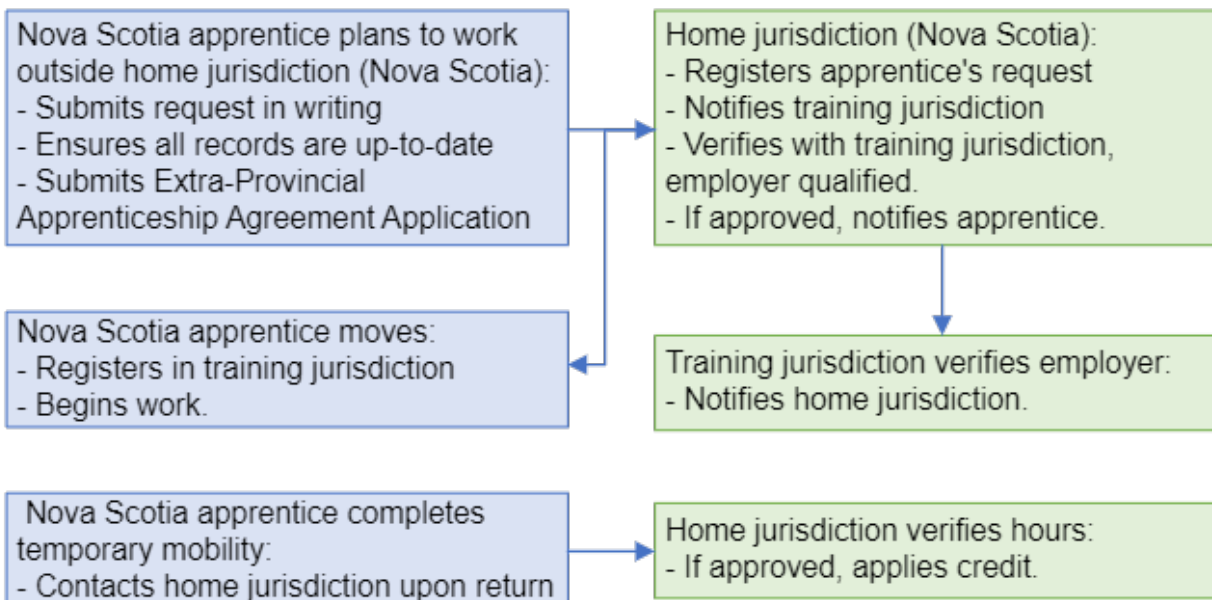 Nova Scotia apprentice plans to work
outside home jurisdiction (Nova Scotia):
- Submits request in writing
- Ensures all records are up-to-date
- Submits Extra-Provincial
Apprenticeship Agreement Application
Home jurisdiction (Nova Scotia):
- Registers apprentice's request
- Notifies training jurisdiction
- Verifies with training jurisdiction,
employer qualified.
- If approved, notifies apprentice.
Nova Scotia apprentice moves:
- Registers in training jurisdiction
- Begins work.
Training jurisdiction verifies employer:
- Notifies home jurisdiction.
Nova Scotia apprentice completes
temporary mobility:
- Contacts home jurisdiction upon return
Home jurisdiction verifies hours:
- If approved, applies credit.